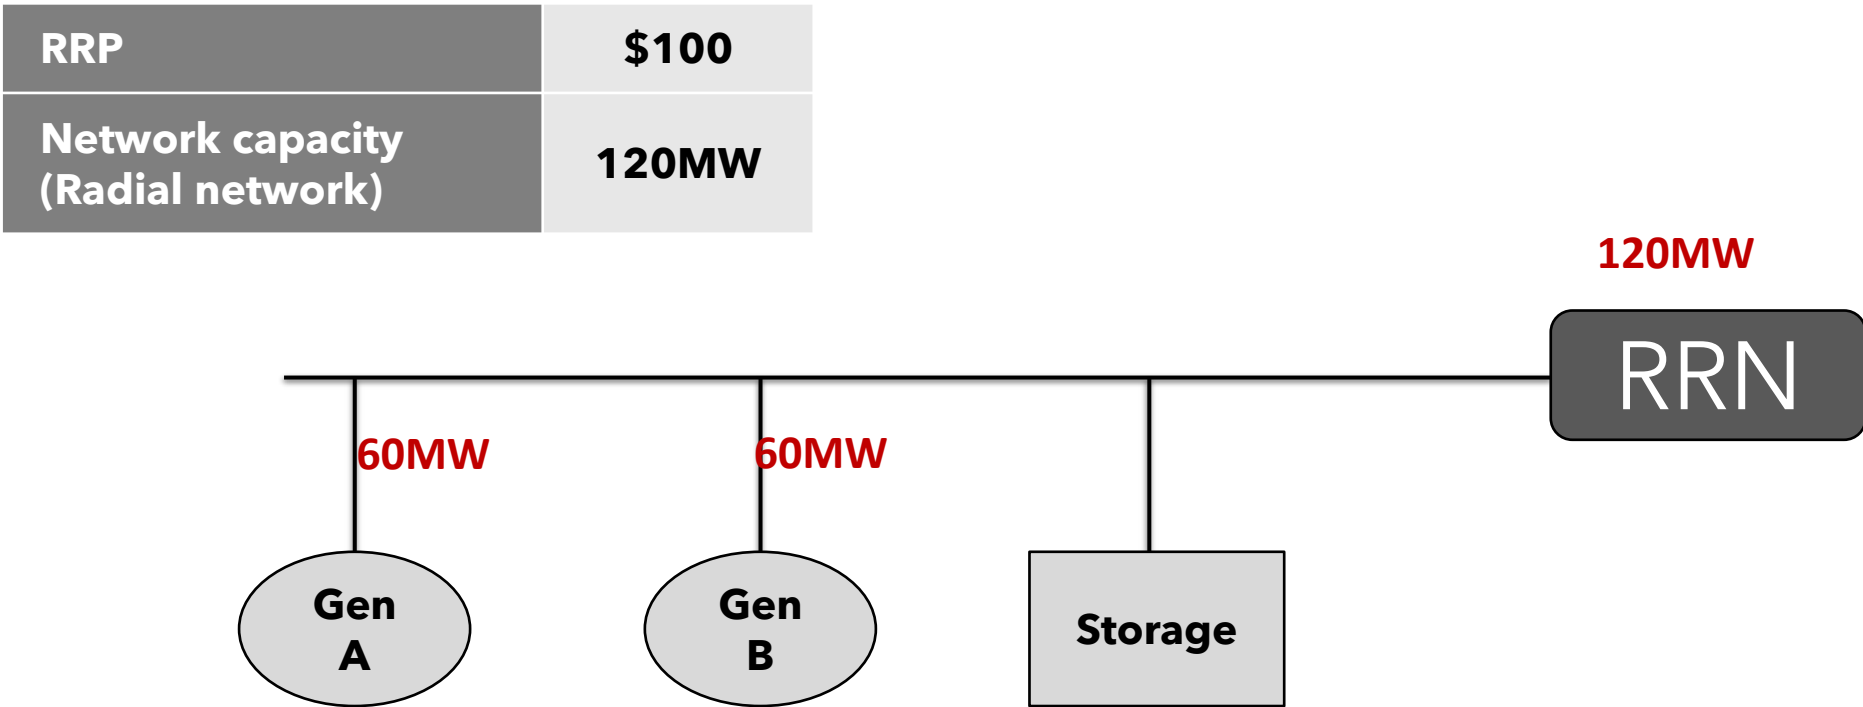 RRP
$100
Network capacity
(Radial network)
120MW
120MW
RRN
60MW
60MW
Gen
A
Gen
B
Storage